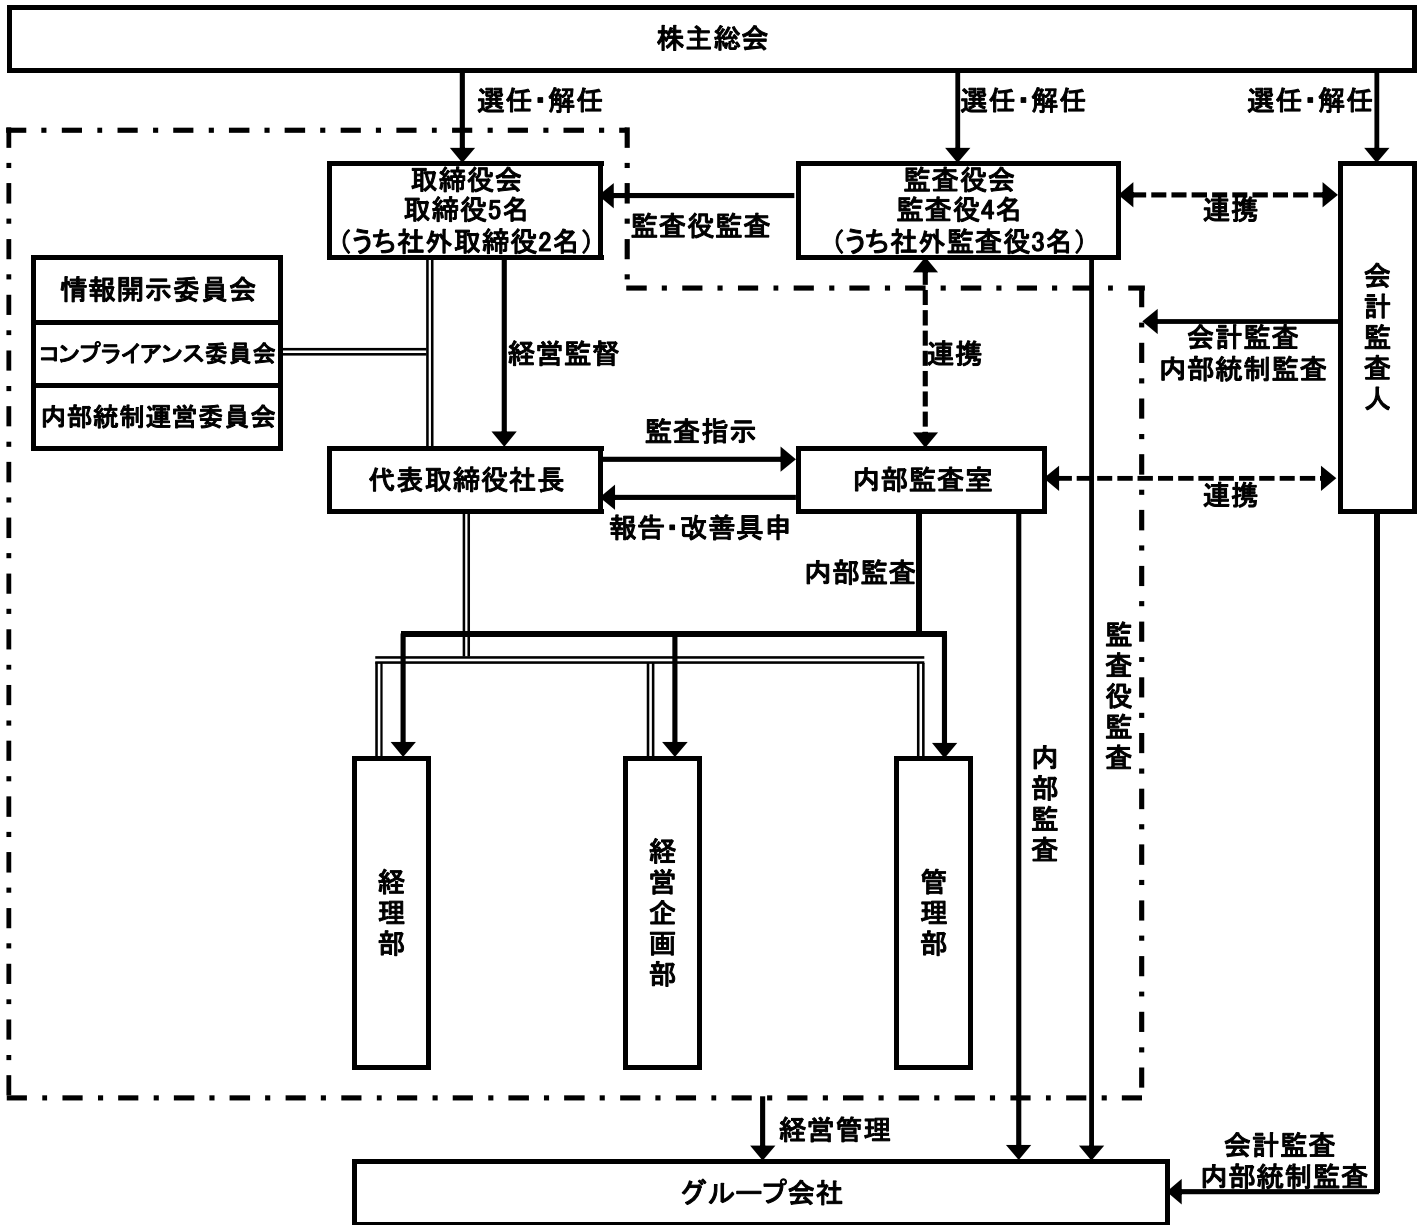 株主総会
選任・解任
選任・解任
選任・解任
取締役会
取締役5名
（うち社外取締役2名）
監査役監査
監査役会
監査役4名
（うち社外監査役3名）
連携
会計監査人
情報開示委員会
コンプライアンス委員会
内部統制運営委員会
経営監督
連携
会計監査
内部統制監査
代表取締役社長
監査指示
報告・改善具申
内部監査室
連携
内部監査
監査役監査
内部監査
経理部
経営企画部
管理部
経営管理
会計監査
内部統制監査
グループ会社